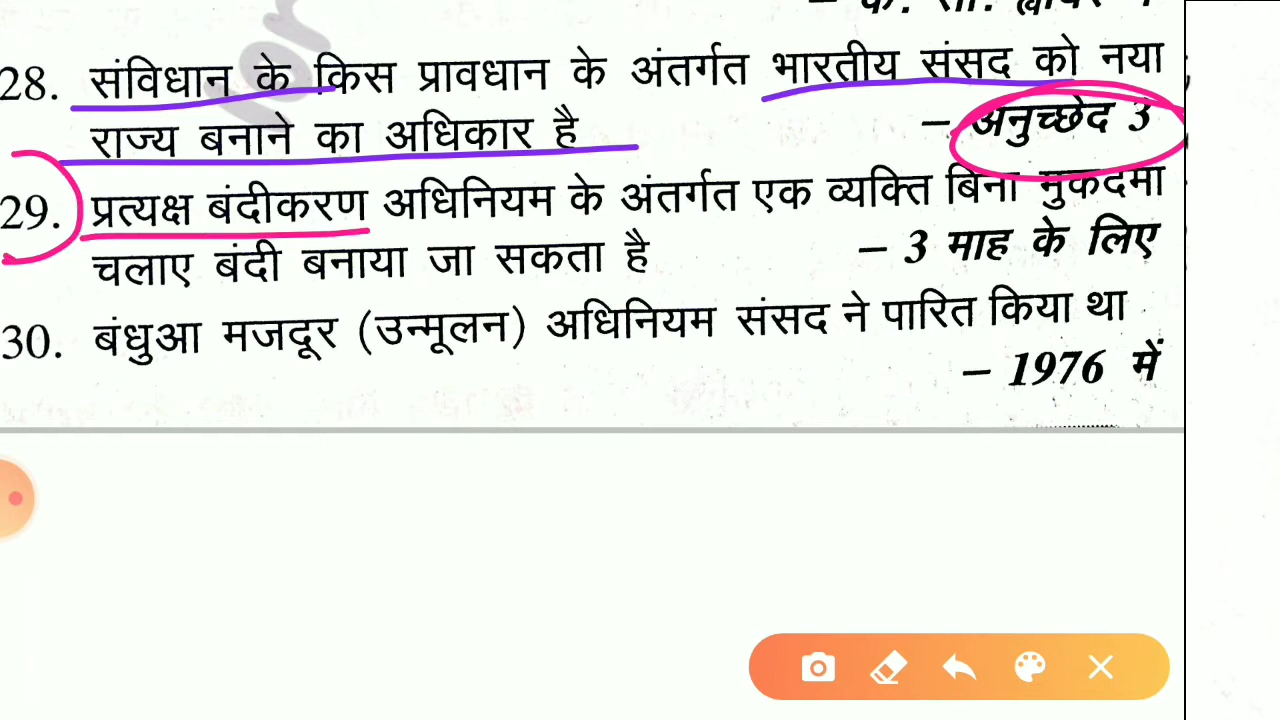 28. संविधान के किस प्रावधान के अंतर्गत भारतीय संसद को नया
राज्य बनाने का अधिकार है – अनुच्छेद 3
29. प्रत्यक्ष बंदीकरण अधिनियम के अंतर्गत एक व्यक्ति बिना मुकदमा
चलाए बंदी बनाया जा सकता है – 3 माह के लिए
30. बंधुआ मजदूर (उन्मूलन) अधिनियम संसद ने पारित किया था
– 1976 में